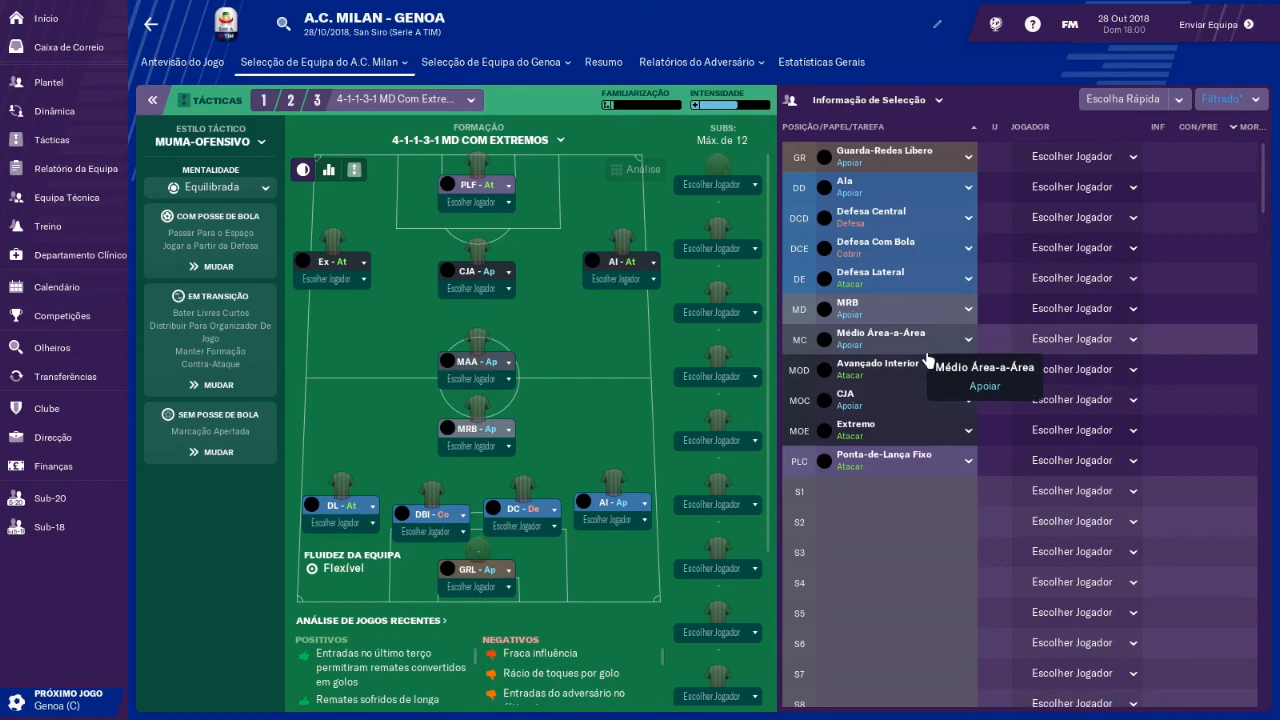 Início
Caixa de Correio
Plantel
Dinâmica
Tácticas
Relatório da Equipa
Equipa Técnica
Treino
Departamento Clínico
Calendário
Competições
Olheiros
Transferências
Clube
Direcção
Finanças
Sub-20
Sub-18
PRÓXIMO JOGO
Genoa (C)
A.C. MILAN - GENOA
28/10/2018, San Siro (Serie A TIM)
FM
28 Out 2018
Dom 18:00
Enviar Equipa
Antevisão do Jogo
Selecção de Equipa do A.C. Milan
Selecção de Equipa do Genoa
Resumo
Relatórios do Adversário
Estatísticas Gerais
TÁCTICAS
1
2
3
4-1-1-3-1 MD Com Extre...
FAMILIARIZAÇÃO
INTENSIDADE
ESTILO TÁCTICO
MUMA-OFENSIVO
MENTALIDADE
Equilibrada
COM POSSE DE BOLA
Passar Para o Espaço
Jogar a Partir da Defesa
MUDAR
EM TRANSIÇÃO
Bater Livres Curtos
Distribuir Para Organizador De
Jogo
Manter Formação
Contra-Ataque
MUDAR
SEM POSSE DE BOLA
Marcação Apertada
MUDAR
FORMAÇÃO
4-1-1-3-1 MD COM EXTREMOS
Análise
PLF - At
Escolher Jogador
Ex - At
Escolher Jogador
CJA - Ap
Escolher Jogador
AI - At
Escolher Jogador
MAA - Ap
Escolher Jogador
MRB - Ap
Escolher Jogador
DL - At
Escolher Jogador
DBI - Co
Escolher Jogador
DC - De
Escolher Jogador
Al - Ap
Escolher Jogador
GRL - Ap
Escolher Jogador
FLUIDEZ DA EQUIPA
Flexível
ANÁLISE DE JOGOS RECENTES >
POSITIVOS
Entradas no último terço
permitiram remates convertidos
em golos
Remates sofridos de longa
NEGATIVOS
Fraca influência
Rácio de toques por golo
Entradas do adversário no
SUBS:
Máx. de 12
Escolher Jogador
Escolher Jogador
Escolher Jogador
Escolher Jogador
Escolher Jogador
Escolher Jogador
Escolher Jogador
Escolher Jogador
Escolher Jogador
Informação de Selecção
Escolha Rápida
Filtrado*
POSIÇÃO/PAPEL/TAREFA
U
JOGADOR
INF
CON/PRE
MOR...
GR
Guarda-Redes Líbero
Apoiar
Escolher Jogador
DD
Ala
Apoiar
Escolher Jogador
DCD
Defesa Central
Defesa
Escolher Jogador
DCE
Defesa Com Bola
Cobrir
Escolher Jogador
DE
Defesa Lateral
Atacar
Escolher Jogador
MD
MRB
Apoiar
Escolher Jogador
MC
Médio Área-a-Área
Apoiar
Escolher Jogador
MOD
Avançado Interior
Atacar
Escolher Jogador
Médio Área-a-Área
Apoiar
MOC
CJA
Apoiar
Escolher Jogador
MOE
Extremo
Atacar
Escolher Jogador
PLC
Ponta-de-Lança Fixo
Atacar
Escolher Jogador
S1
Escolher Jogador
S2
Escolher Jogador
S3
Escolher Jogador
S4
Escolher Jogador
S5
Escolher Jogador
S6
Escolher Jogador
S7
Escolher Jogador
S8
Escolher Jogador